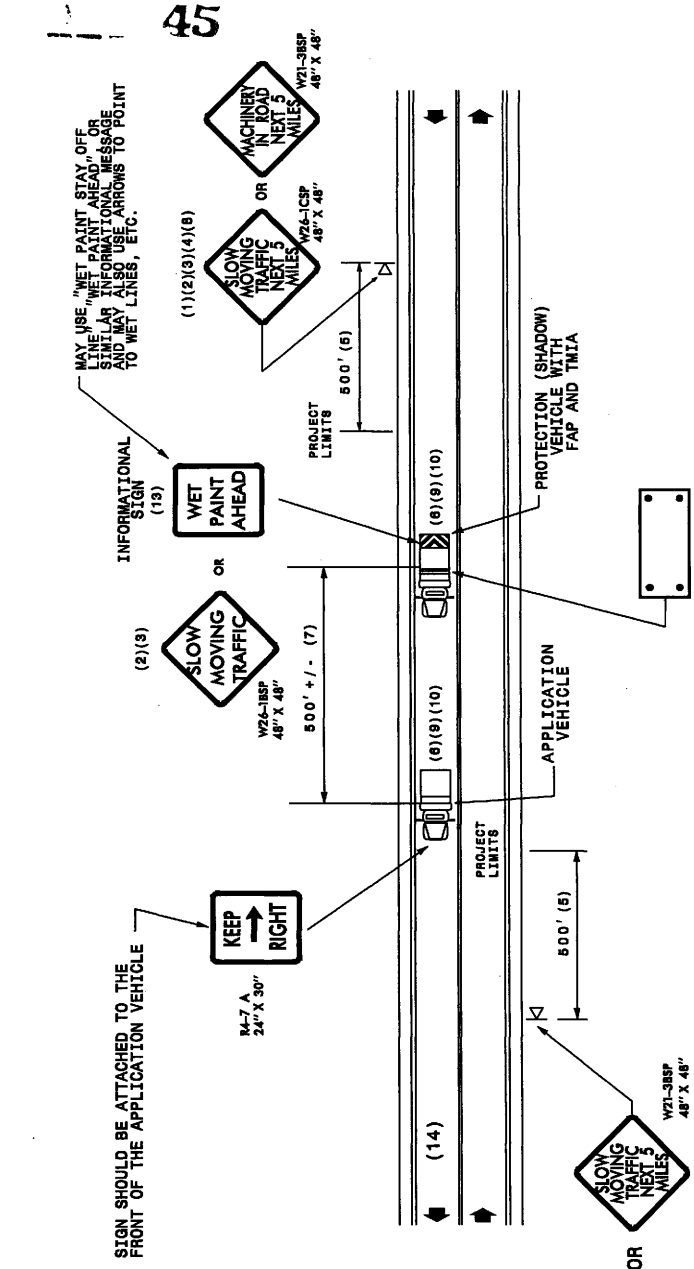 45
MAY USE "WET PAINT STAY OFF
LINE" "WET PAINT AHEAD", OR
SIMILAR INFORMATIONAL MESSAGE
AND MAY ALSO USE ARROWS TO POINT
TO WET LINES, ETC.
MACHINERY
IN ROAD
NEXT 5
MILES
W21-3BSP
48" X 48"
OR
(1)(2)(3)(4)(8)
SLOW
MOVING
TRAFFIC
NEXT 5
MILES
W26-1CSP
48" X 48"
500' (5)
PROJECT
LIMITS
INFORMATIONAL
SIGN
(13)
WET
PAINT
AHEAD
OR
(2)(3)
SLOW
MOVING
TRAFFIC
W26-1BSP
48" X 48"
500' +/- (7)
(6)(9)(10)
PROTECTION (SHADOW)
VEHICLE WITH
FAP AND TMIA
(6)(9)(10)
APPLICATION
VEHICLE
SIGN SHOULD BE ATTACHED TO THE
FRONT OF THE APPLICATION VEHICLE
KEEP
RIGHT
R4-7 A
24" X 30"
PROJECT
LIMITS
500' (5)
(14)
SLOW
MOVING
TRAFFIC
NEXT 5
MILES
W21-3BSP
48" X 48"
OR